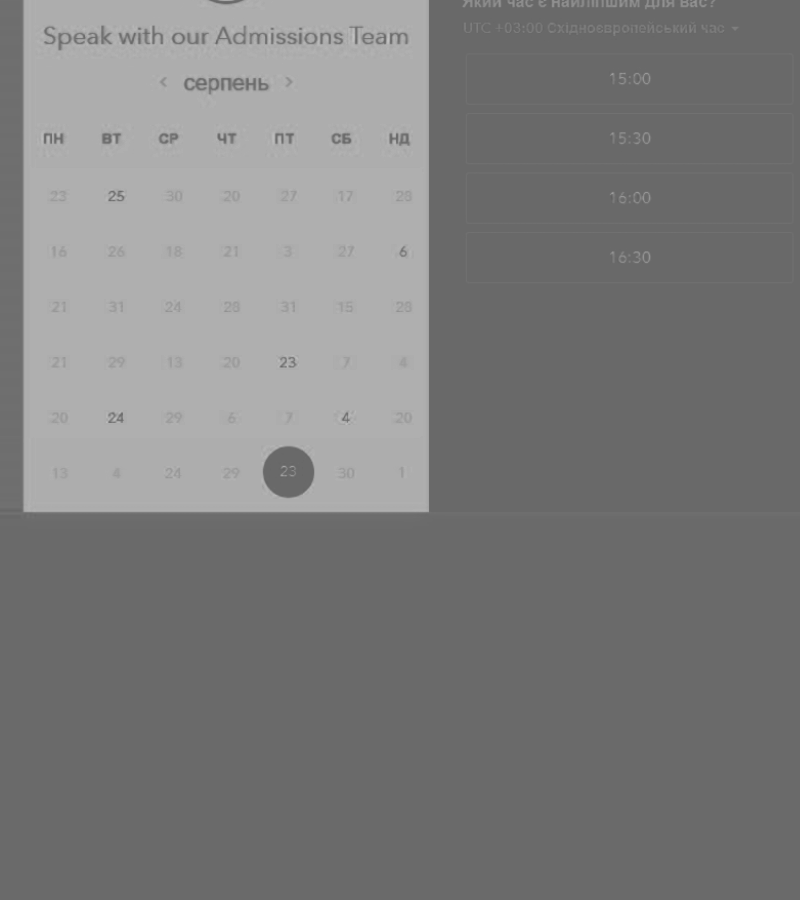 Speak with our Admissions Team
< серпень >
ПН ВТ СР ЧТ ПТ СБ НД
23 25 30 20 27 17 28
16 26 18 21 3 27 6
21 31 24 28 31 15 28
21 29 13 20 23 7 4
20 24 29 6 7 4 20
13 4 24 29 23 30 1
Який час є найліпшим для вас?
UTC +03:00 Східноєвропейський час
15:00
15:30
16:00
16:30